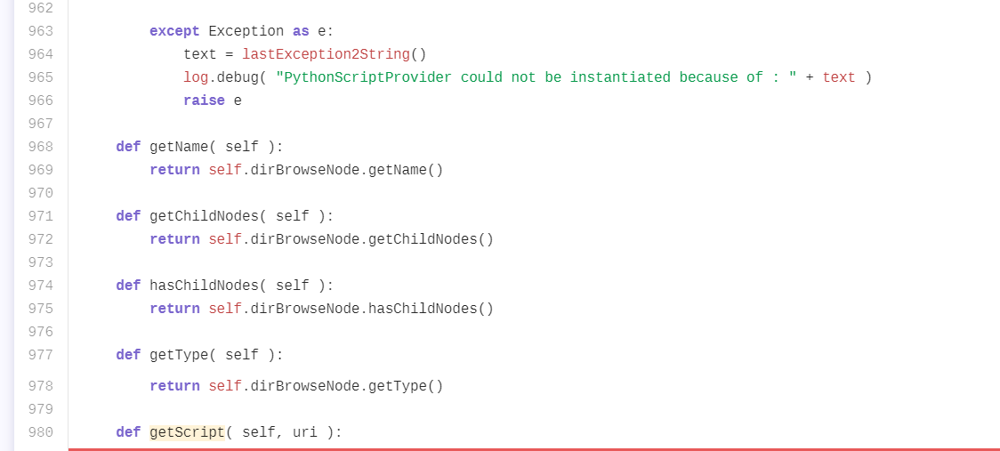 962
963         except Exception as e:
964             text = lastException2String()
965             log.debug( "PythonScriptProvider could not be instantiated because of : " + text )
966             raise e
967
968     def getName( self ):
969         return self.dirBrowseNode.getName()
970
971     def getChildNodes( self ):
972         return self.dirBrowseNode.getChildNodes()
973
974     def hasChildNodes( self ):
975         return self.dirBrowseNode.hasChildNodes()
976
977     def getType( self ):
978         return self.dirBrowseNode.getType()
979
980     def getScript( self, uri ):